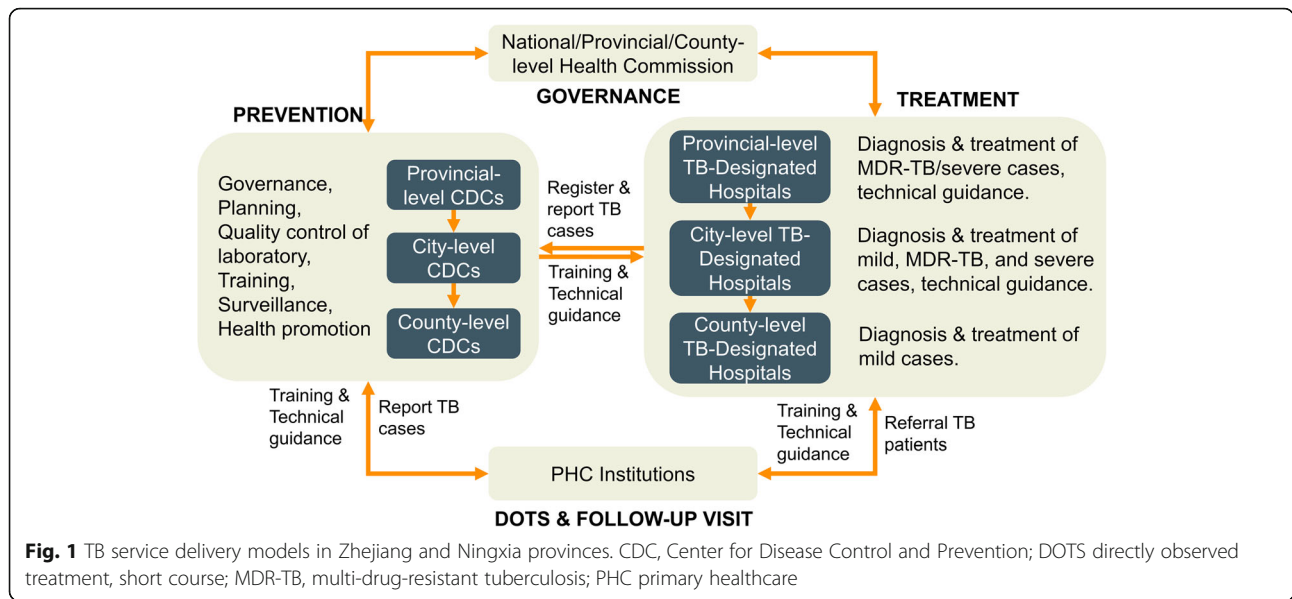 National/Provincial/County-
level Health Commission
GOVERNANCE
PREVENTION
TREATMENT
Governance,
Planning,
Quality control of
laboratory,
Training,
Surveillance,
Health promotion
Provincial-
level CDCs
City-level
CDCs
County-level
CDCs
Register &
report TB
cases
Training &
Technical
guidance
Provincial-level
TB-Designated
Hospitals
Diagnosis & treatment of
MDR-TB/severe cases,
technical guidance.
City-level TB-
Designated
Hospitals
Diagnosis & treatment of
mild, MDR-TB, and severe
cases, technical guidance.
County-level
TB-Designated
Hospitals
Diagnosis & treatment of
mild cases.
Training &
Technical
guidance
Report TB
cases
Training &
Technical
guidance
Referral TB
patients
PHC Institutions
DOTS & FOLLOW-UP VISIT
Fig. 1 TB service delivery models in Zhejiang and Ningxia provinces. CDC, Center for Disease Control and Prevention; DOTS directly observed
treatment, short course; MDR-TB, multi-drug-resistant tuberculosis; PHC primary healthcare